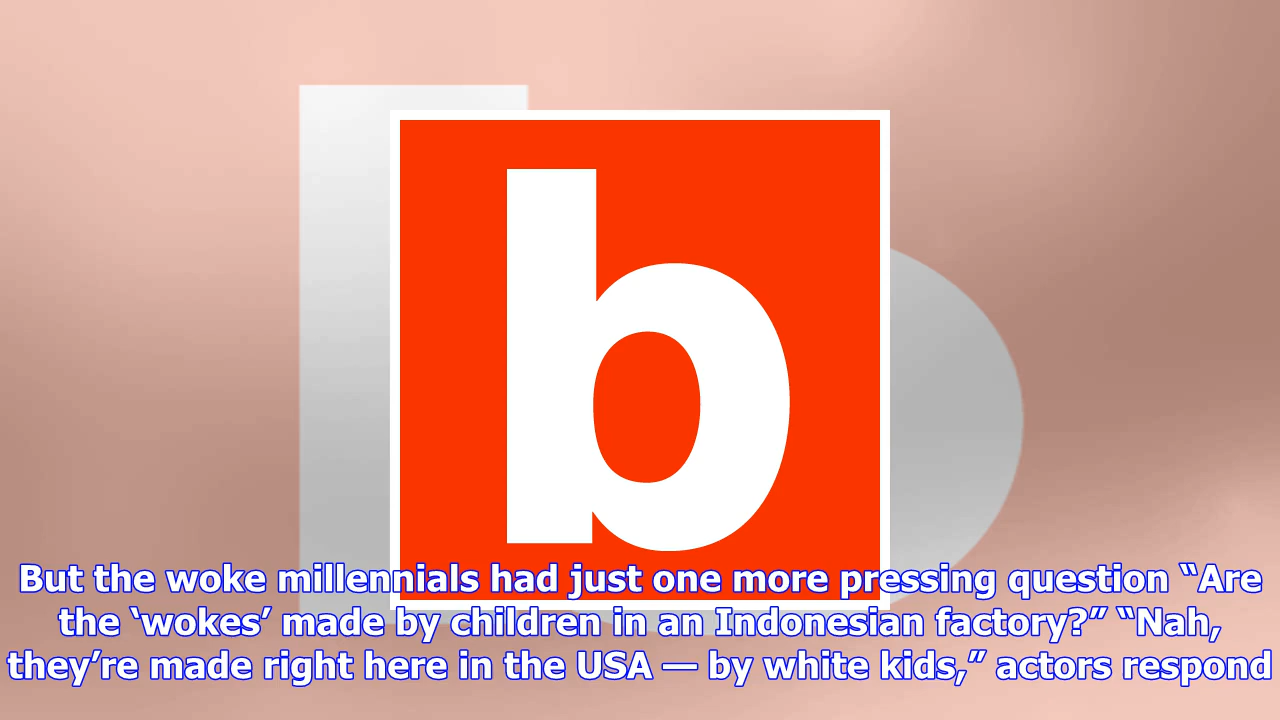 b
But the woke millennials had just one more pressing question “Are
the ‘wokes’ made by children in an Indonesian factory?” “Nah,
they’re made right here in the USA — by white kids,” actors respond